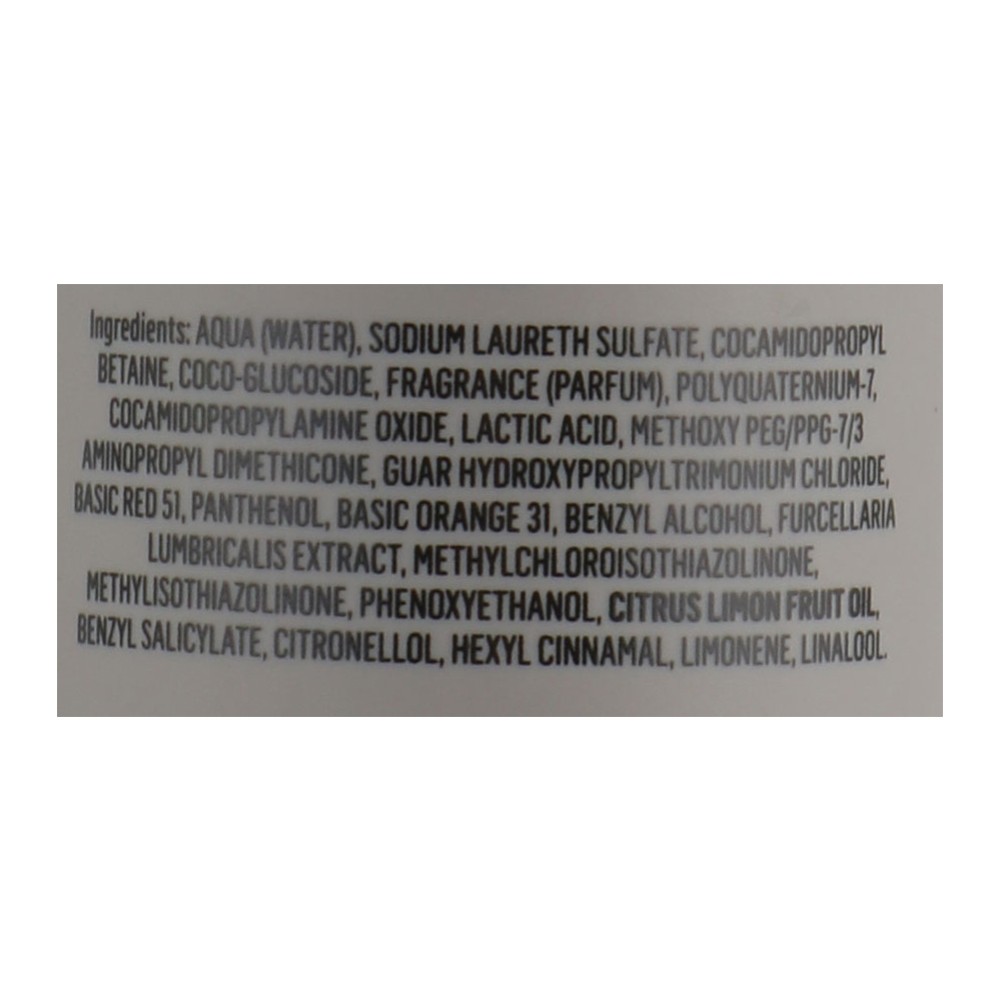 Ingredients: AQUA (WATER), SODIUM LAURETH SULFATE, COCAMIDOPROPYL
BETAINE, COCO-GLUCOSIDE, FRAGRANCE (PARFUM), POLYQUATERNIUM-7,
COCAMIDOPROPYLAMINE OXIDE, LACTIC ACID, METHOXY PEG/PPG-7/3
AMINOPROPYL DIMETHICONE, GUAR HYDROXYPROPYLTRIMONIUM CHLORIDE,
BASIC RED 51, PANTHENOL, BASIC ORANGE 31, BENZYL ALCOHOL, FURCELLARIA
LUMBRICALIS EXTRACT, METHYLCHLOROISOTHIAZOLINONE,
METHYLISOTHIAZOLINONE, PHENOXYETHANOL, CITRUS LIMON FRUIT OIL,
BENZYL SALICYLATE, CITRONELLOL, HEXYL CINNAMAL, LIMONENE, LINALOOL.